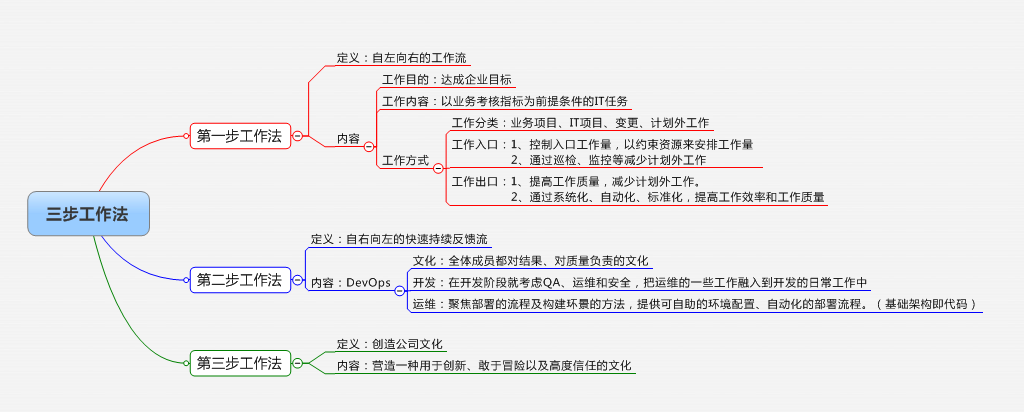 三步工作法
第一步工作法
定义：自左向右的工作流
内容
工作目的：达成企业目标
工作内容：以业务考核指标为前提条件的IT任务
工作方式
工作分类：业务项目、IT项目、变更、计划外工作
工作入口：1、控制入口工作量，以约束资源来安排工作量
2、通过巡检、监控等减少计划外工作
工作出口：1、提高工作质量，减少计划外工作。
2、通过系统化、自动化、标准化，提高工作效率和工作质量
第二步工作法
定义：自右向左的快速持续反馈流
内容：DevOps
文化：全体成员都对结果、对质量负责的文化
开发：在开发阶段就考虑QA、运维和安全，把运维的一些工作融入到开发的日常工作中
运维：聚焦部署的流程及构建环景的方法，提供可自助的环境配置、自动化的部署流程。（基础架构即代码）
第三步工作法
定义：创造公司文化
内容：营造一种用于创新、敢于冒险以及高度信任的文化